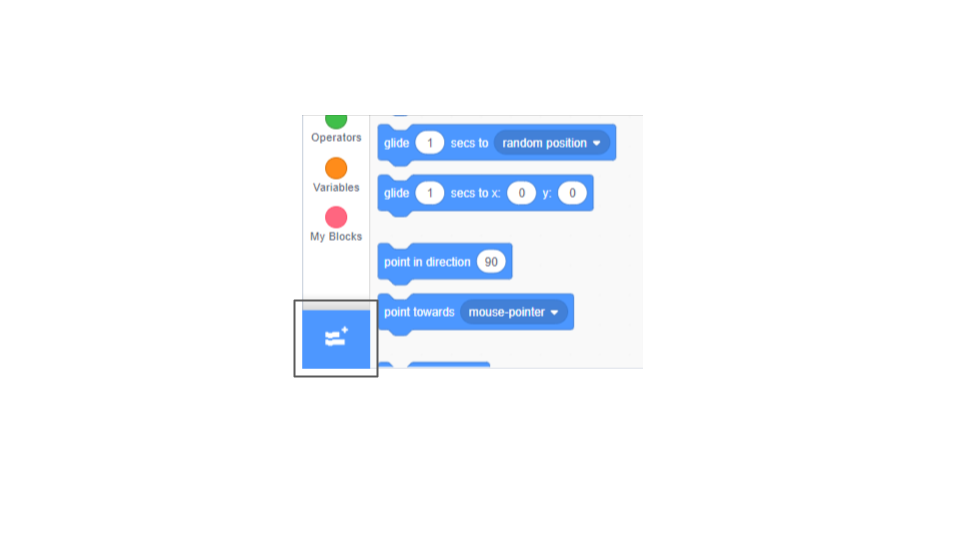 Operators
Variables
My Blocks
glide 1 secs to random position
glide 1 secs to x: 0 y: 0
point in direction 90
point towards mouse-pointer